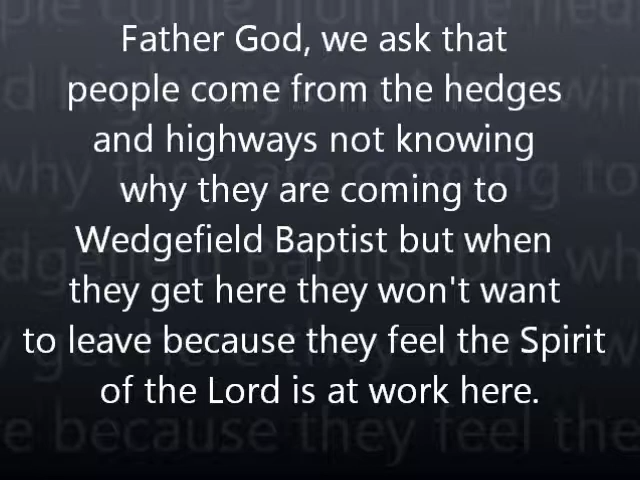 Father God, we ask that
people come from the hedges
and highways not knowing
why they are coming to
Wedgefield Baptist but when
they get here they won't want
to leave because they feel the Spirit
of the Lord is at work here.